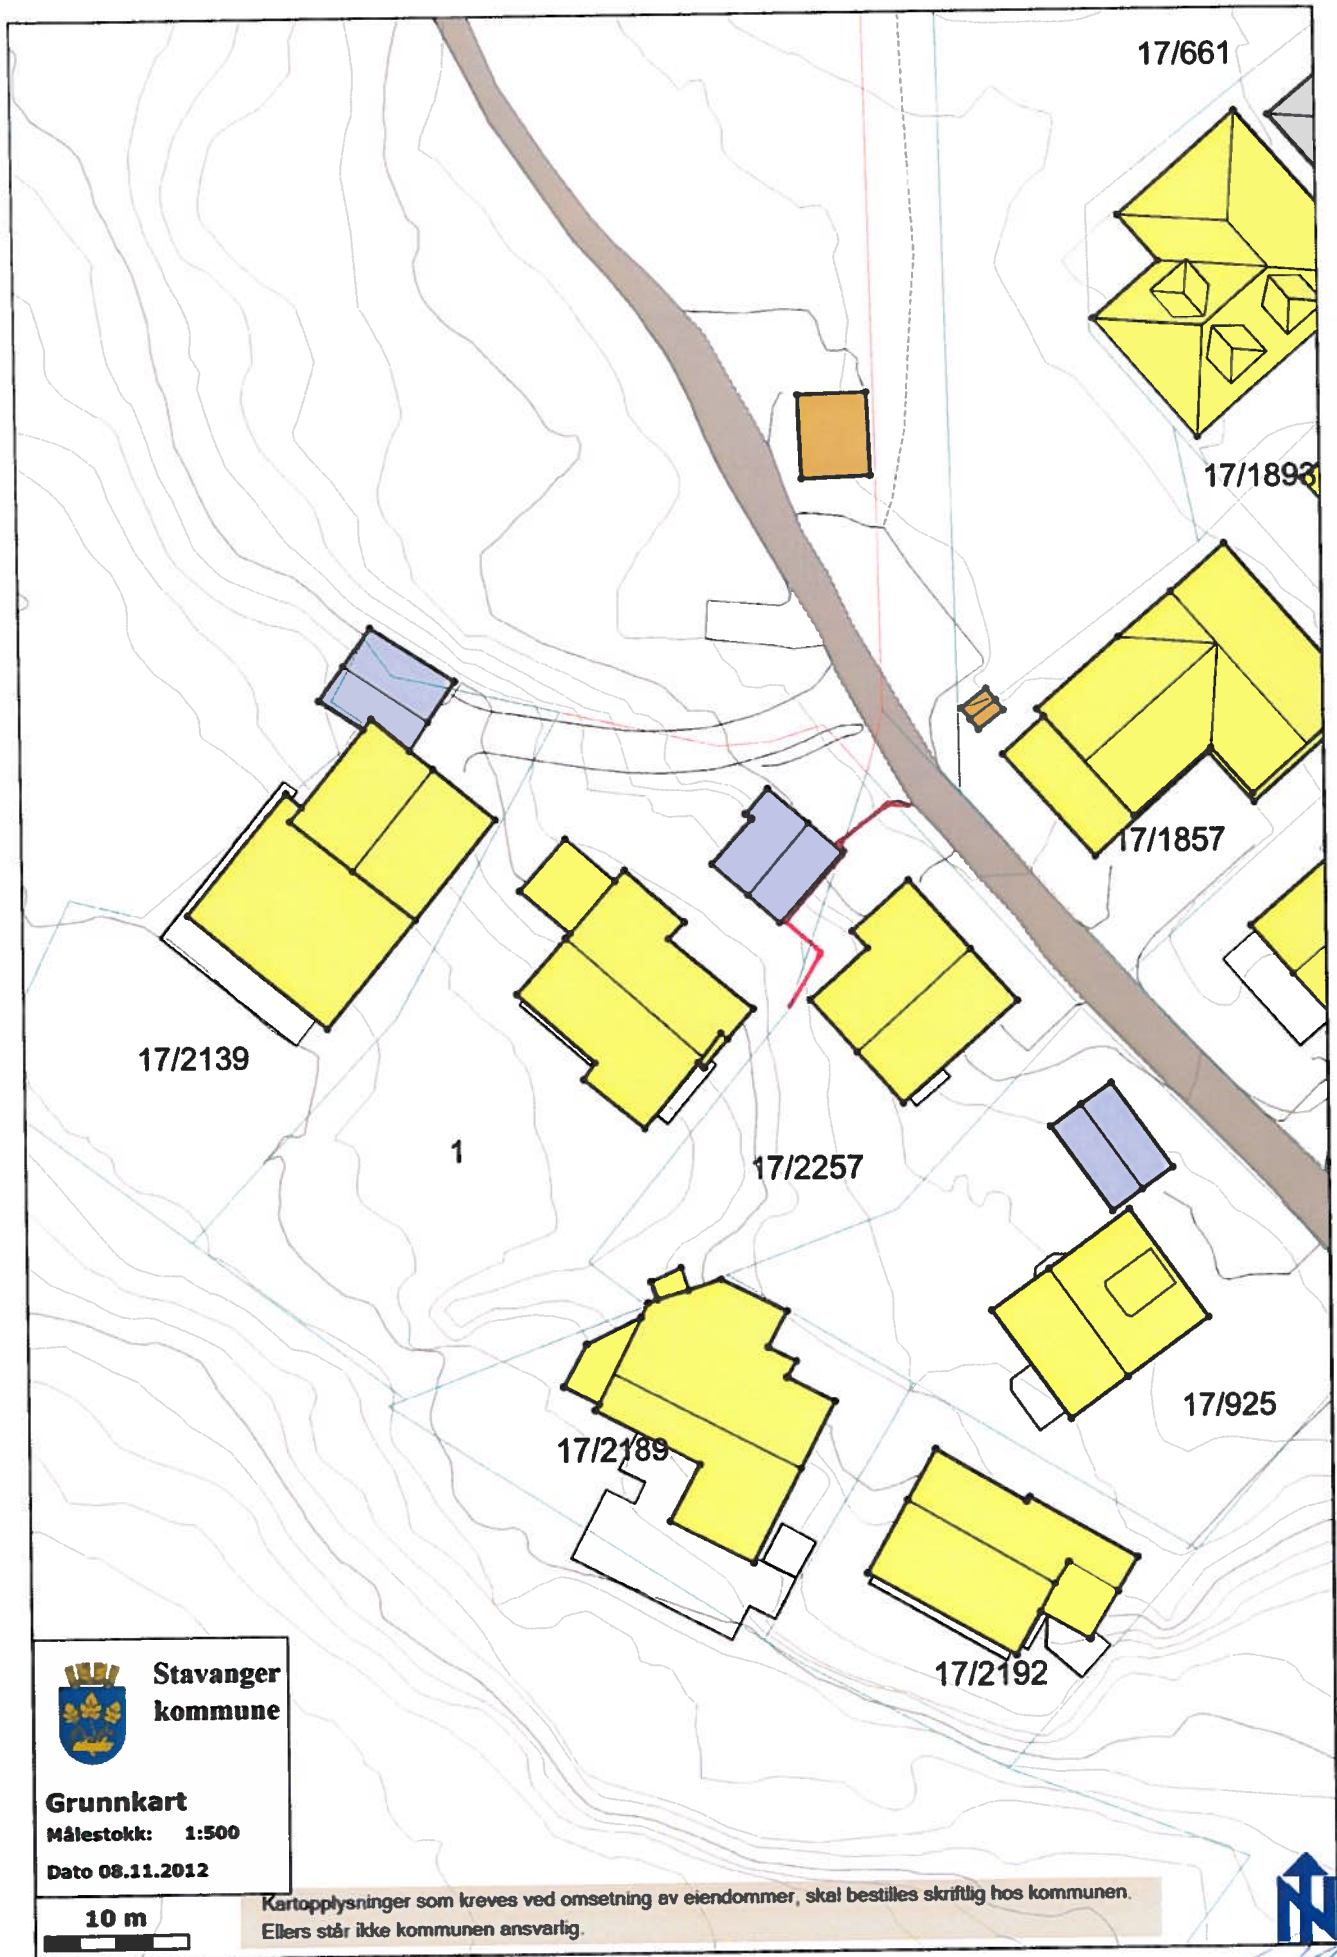 17/661
17/1893
17/1857
17/2139
1
17/2257
17/925
17/2189
17/2192
Stavanger
kommune
Grunnkart
Målestokk: 1:500
Dato 08.11.2012
10 m
Kartopplysninger som kreves ved omsetning av eiendommer, skal bestilles skriftlig hos kommunen.
Ellers står ikke kommunen ansvarlig.
N